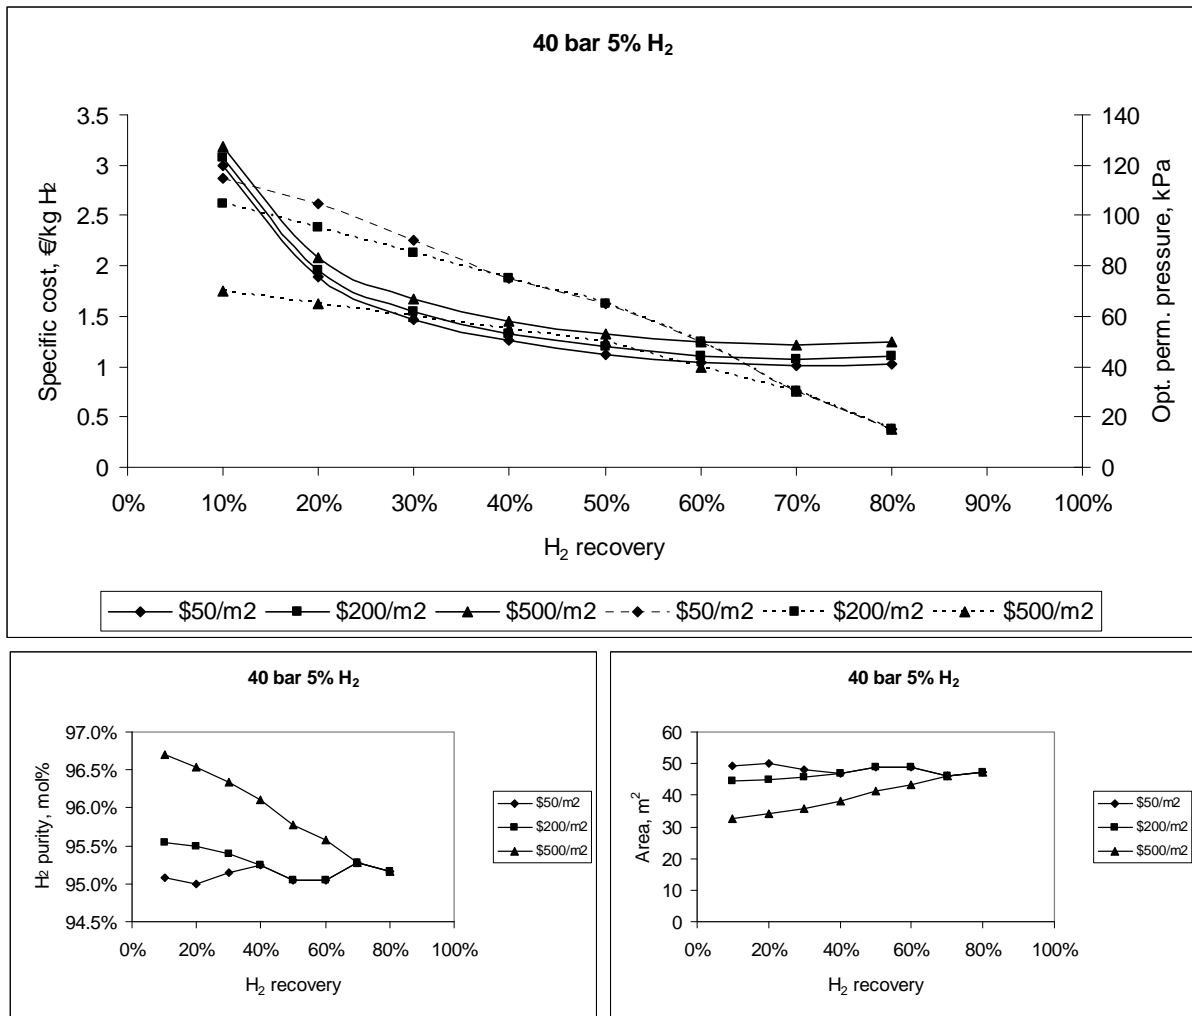 40 bar 5% H₂
3.5
3
2.5
2
1.5
1
0.5
0
Specific cost, €/kg H₂
140
120
100
80
60
40
20
0
Opt. perm. pressure, kPa
0% 10% 20% 30% 40% 50% 60% 70% 80% 90% 100%
H₂ recovery
$50/m2 $200/m2 $500/m2 $50/m2 $200/m2 $500/m2
40 bar 5% H₂
97.0%
96.5%
96.0%
95.5%
95.0%
94.5%
H₂ purity, mol%
0% 20% 40% 60% 80% 100%
H₂ recovery
$50/m2
$200/m2
$500/m2
40 bar 5% H₂
60
50
40
30
20
10
0
Area, m²
0% 20% 40% 60% 80% 100%
H₂ recovery
$50/m2
$200/m2
$500/m2